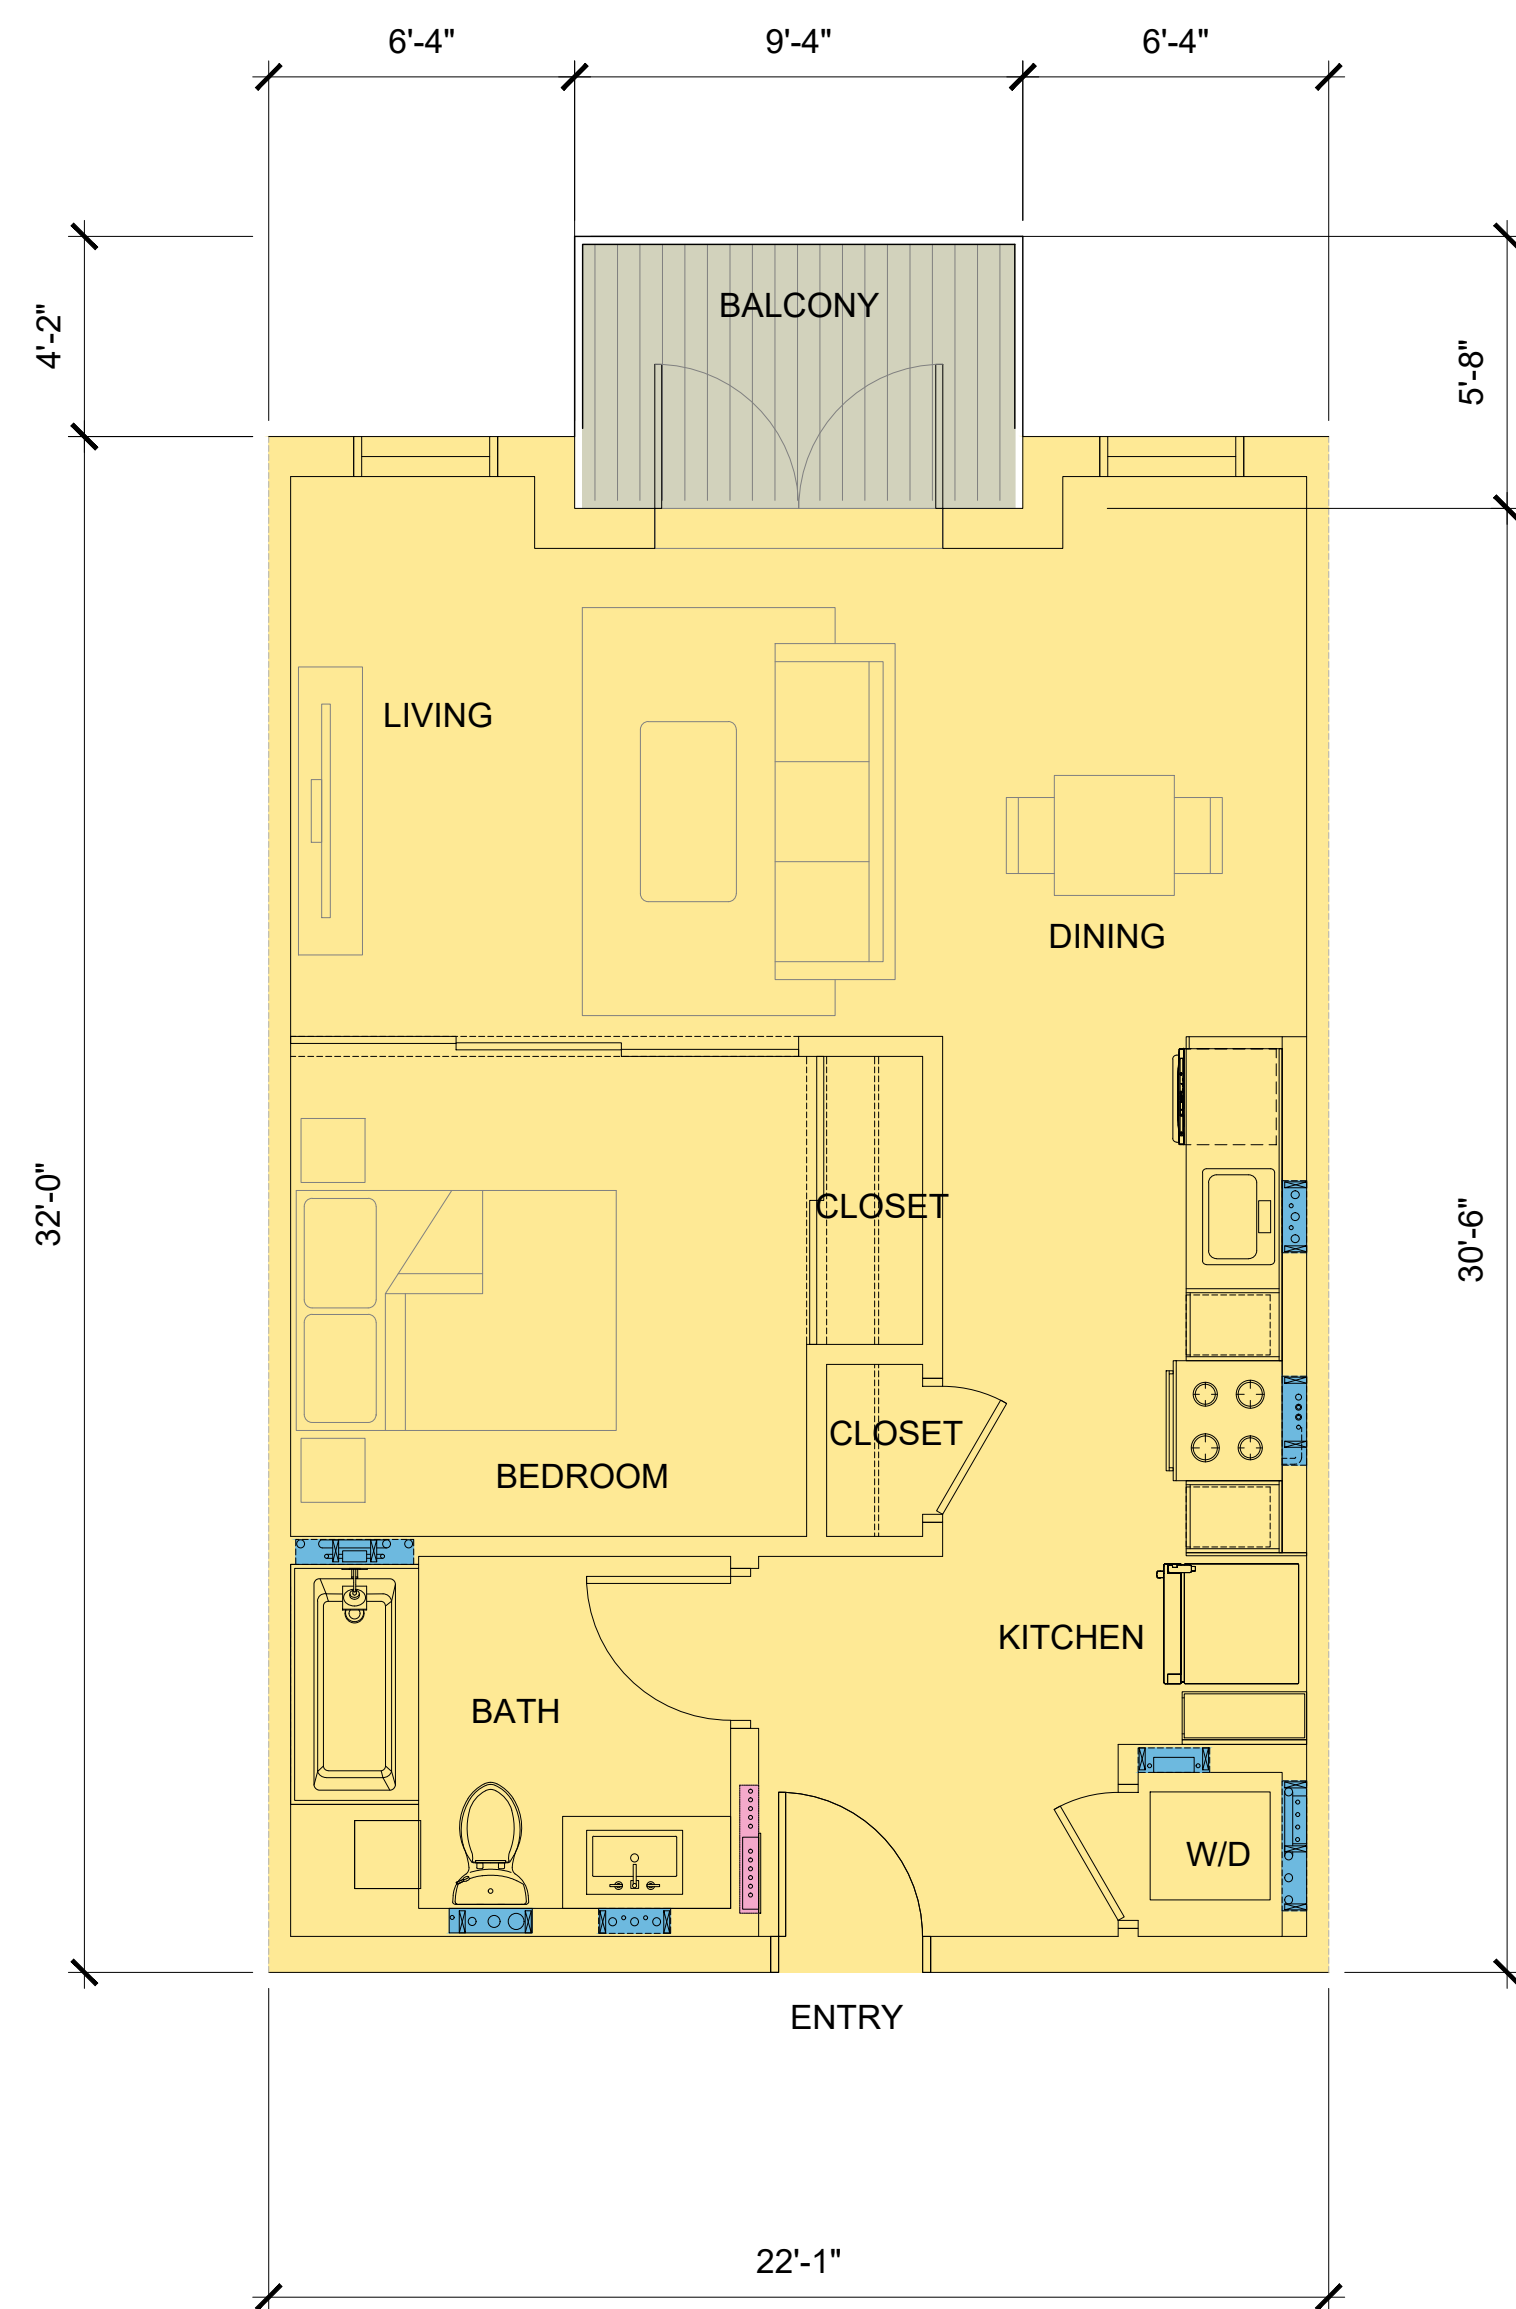 6'-4" 9'-4" 6'-4"
BALCONY
4'-2"
5'-8"
LIVING
DINING
CLOSET
32'-0"
30'-6"
CLOSET
BEDROOM
KITCHEN
BATH
W/D
ENTRY
22'-1"